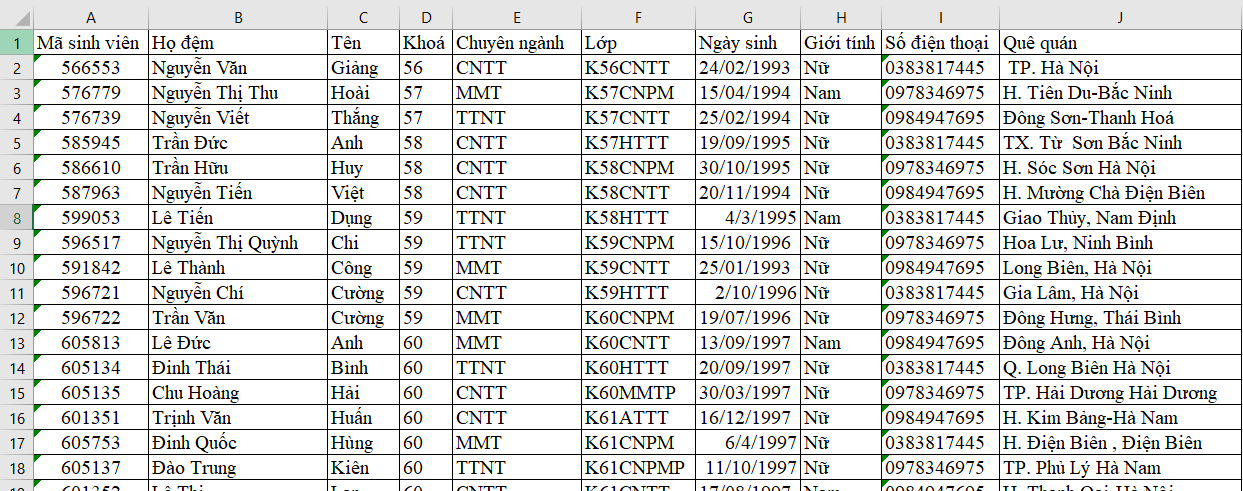 A B C D E F G H I J
1 Mã sinh viên Họ đệm Tên Khoá Chuyên ngành Lớp Ngày sinh Giới tính Số điện thoại Quê quán
2 566553 Nguyễn Văn Giảng 56 CNTT K56CNTT 24/02/1993 Nữ 0383817445 TP. Hà Nội
3 576779 Nguyễn Thị Thu Hoài 57 MMT K57CNPM 15/04/1994 Nam 0978346975 H. Tiên Du-Bắc Ninh
4 576739 Nguyễn Viết Thắng 57 TTNT K57CNTT 25/02/1994 Nữ 0984947695 Đông Sơn-Thanh Hoá
5 585945 Trần Đức Anh 58 CNTT K57HTTT 19/09/1995 Nữ 0383817445 TX. Từ Sơn Bắc Ninh
6 586610 Trần Hữu Huy 58 CNTT K58CNPM 30/10/1995 Nữ 0978346975 H. Sóc Sơn Hà Nội
7 587963 Nguyễn Tiến Việt 58 CNTT K58CNTT 20/11/1994 Nữ 0984947695 H. Mường Chà Điện Biên
8 599053 Lê Tiến Dụng 59 TTNT K58HTTT 4/3/1995 Nam 0383817445 Giao Thủy, Nam Định
9 596517 Nguyễn Thị Quỳnh Chi 59 TTNT K59CNPM 15/10/1996 Nữ 0978346975 Hoa Lư, Ninh Bình
10 591842 Lê Thành Công 59 MMT K59CNTT 25/01/1993 Nữ 0984947695 Long Biên, Hà Nội
11 596721 Nguyễn Chí Cường 59 CNTT K59HTTT 2/10/1996 Nữ 0383817445 Gia Lâm, Hà Nội
12 596722 Trần Văn Cường 59 MMT K60CNPM 19/07/1996 Nữ 0978346975 Đông Hưng, Thái Bình
13 605813 Lê Đức Anh 60 MMT K60CNTT 13/09/1997 Nam 0984947695 Đông Anh, Hà Nội
14 605134 Đinh Thái Bình 60 TTNT K60HTTT 20/09/1997 Nữ 0383817445 Q. Long Biên Hà Nội
15 605135 Chu Hoàng Hải 60 CNTT K60MMTP 30/03/1997 Nữ 0978346975 TP. Hải Dương Hải Dương
16 601351 Trịnh Văn Huấn 60 CNTT K61ATTT 16/12/1997 Nữ 0984947695 H. Kim Bảng-Hà Nam
17 605753 Đinh Quốc Hùng 60 MMT K61CNPM 6/4/1997 Nữ 0383817445 H. Điện Biên , Điện Biên
18 605137 Đào Trung Kiên 60 TTNT K61CNPMP 11/10/1997 Nữ 0978346975 TP. Phủ Lý Hà Nam